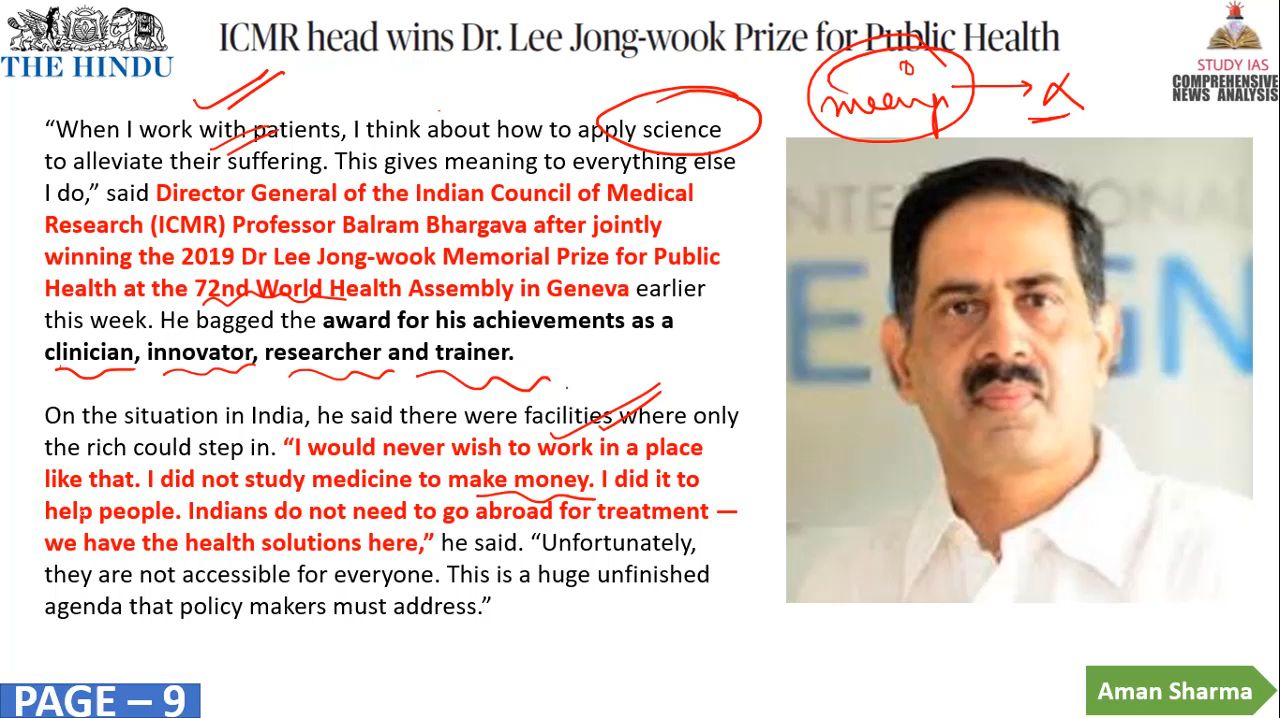 THE HINDU
ICMR head wins Dr. Lee Jong-wook Prize for Public Health
STUDY IAS
COMPREHENSIVE
NEWS ANALYSIS
“When I work with patients, I think about how to apply science
to alleviate their suffering. This gives meaning to everything else
I do,” said Director General of the Indian Council of Medical
Research (ICMR) Professor Balram Bhargava after jointly
winning the 2019 Dr Lee Jong-wook Memorial Prize for Public
Health at the 72nd World Health Assembly in Geneva earlier
this week. He bagged the award for his achievements as a
clinician, innovator, researcher and trainer.
On the situation in India, he said there were facilities where only
the rich could step in. “I would never wish to work in a place
like that. I did not study medicine to make money. I did it to
help people. Indians do not need to go abroad for treatment —
we have the health solutions here,” he said. “Unfortunately,
they are not accessible for everyone. This is a huge unfinished
agenda that policy makers must address.”
PAGE – 9
Aman Sharma